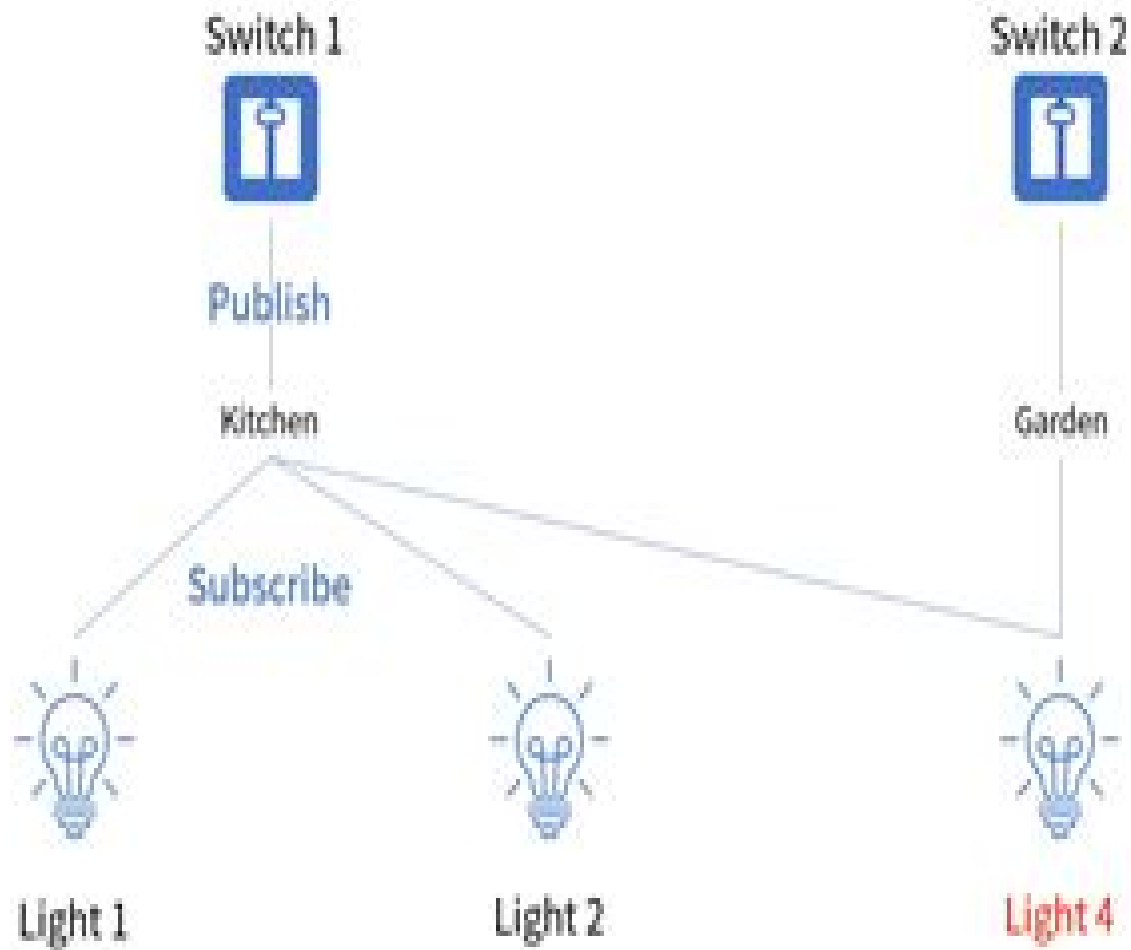 Switch 1
Switch 2
Publish
Kitchen
Garden
Subscribe
Light 1
Light 2
Light 4